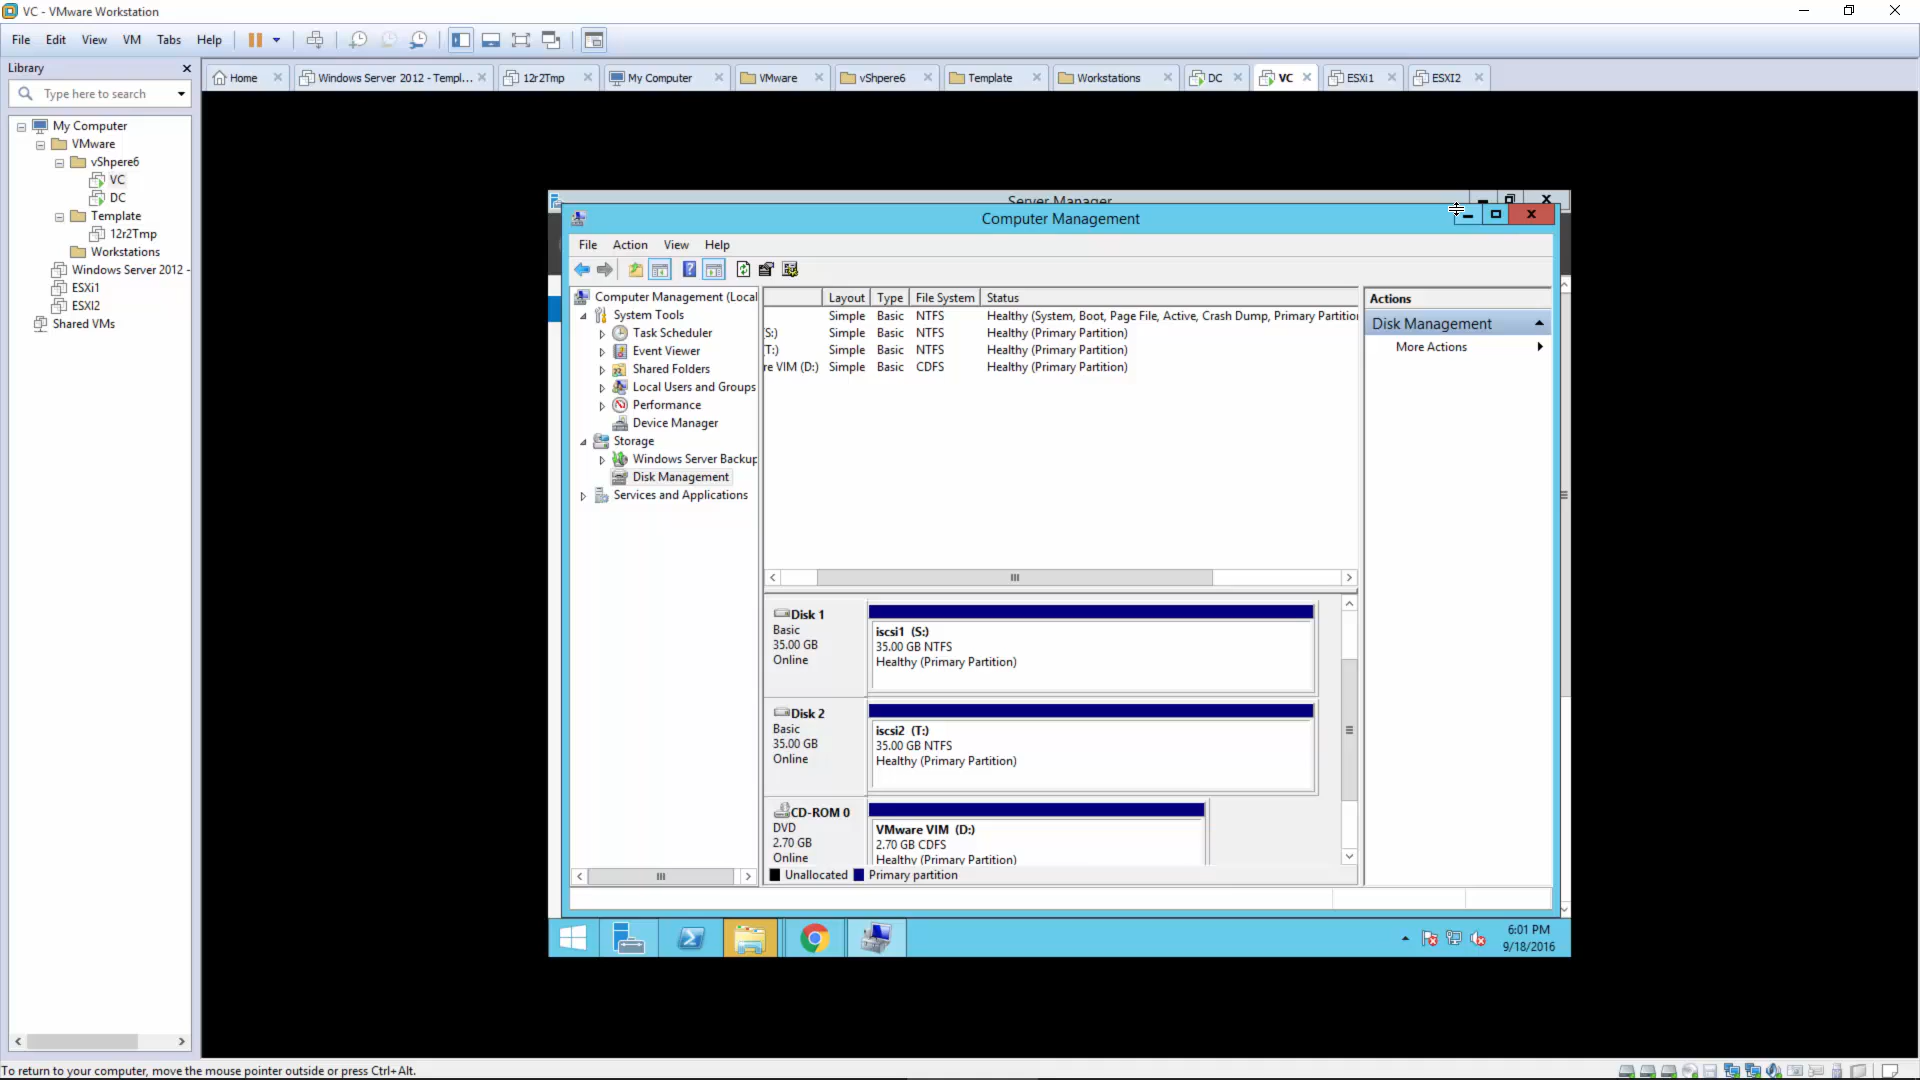 VC - VMware Workstation
File Edit View VM Tabs Help
Library
Type here to search
My Computer
VMware
vShpere6
VC
DC
Template
12r2Tmp
Workstations
Windows Server 2012 -
ESXi1
ESXI2
Shared VMs
Home
Windows Server 2012 - Templ...
12r2Tmp
My Computer
VMware
vShpere6
Template
Workstations
DC
VC
ESXi1
ESXI2
Server Manager
Computer Management
File Action View Help
Computer Management (Local
System Tools
Task Scheduler
Event Viewer
Shared Folders
Local Users and Groups
Performance
Device Manager
Storage
Windows Server Backup
Disk Management
Services and Applications
Layout Type File System Status
Simple Basic NTFS Healthy (System, Boot, Page File, Active, Crash Dump, Primary Partitio
S:) Simple Basic NTFS Healthy (Primary Partition)
T:) Simple Basic NTFS Healthy (Primary Partition)
re VIM (D:) Simple Basic CDFS Healthy (Primary Partition)
Actions
Disk Management
More Actions
Disk 1
Basic
35.00 GB
Online
iscsi1 (S:)
35.00 GB NTFS
Healthy (Primary Partition)
Disk 2
Basic
35.00 GB
Online
iscsi2 (T:)
35.00 GB NTFS
Healthy (Primary Partition)
CD-ROM 0
DVD
2.70 GB
Online
VMware VIM (D:)
2.70 GB CDFS
Healthy (Primary Partition)
Unallocated Primary partition
6:01 PM
9/18/2016
To return to your computer, move the mouse pointer outside or press Ctrl+Alt.